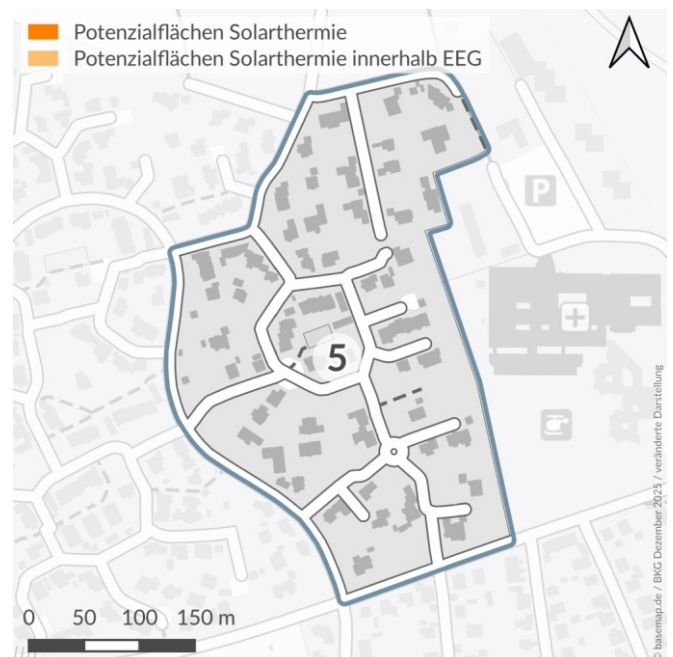 Potenzialflächen Solarthermie
Potenzialflächen Solarthermie innerhalb EEG
P
5
0 50 100 150 m
© basemap.de / BKG Dezember 2025 / veränderte Darstellung